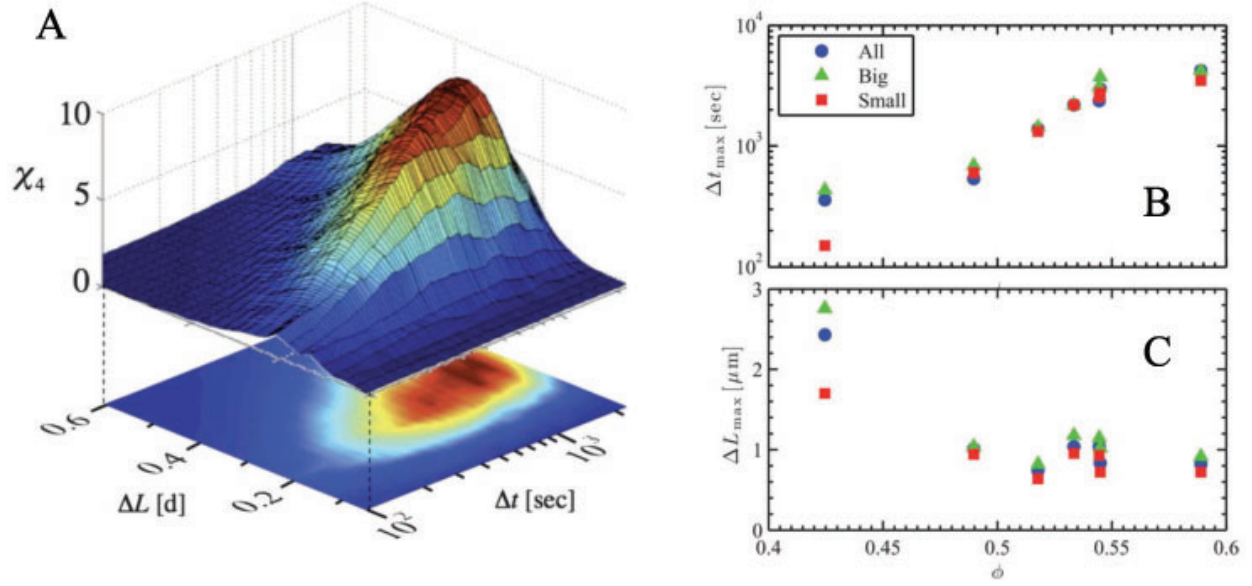 A
10
5
0
χ₄
0.6
0.4
0.2
10²
10³
ΔL [d]
Δt [sec]
10⁴
10³
10²
Δt_max [sec]
All
Big
Small
B
3
2
1
0
ΔL_max [μm]
C
0.4
0.45
0.5
0.55
0.6
ϕ